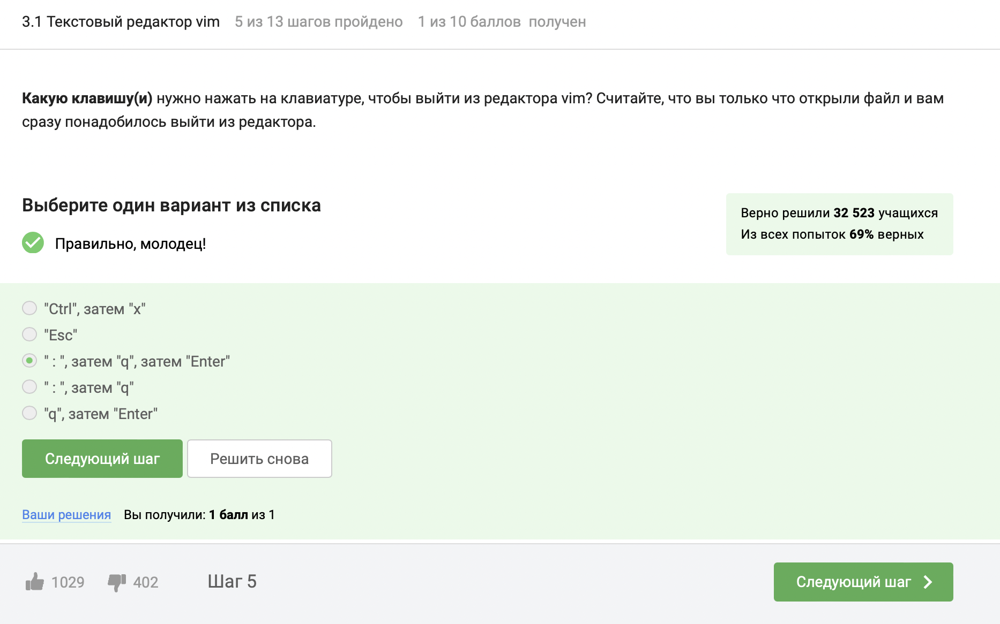 3.1 Текстовый редактор vim 5 из 13 шагов пройдено 1 из 10 баллов получен
Какую клавишу(и) нужно нажать на клавиатуре, чтобы выйти из редактора vim? Считайте, что вы только что открыли файл и вам
сразу понадобилось выйти из редактора.
Выберите один вариант из списка
Правильно, молодец!
Верно решили 32 523 учащихся
Из всех попыток 69% верных
"Ctrl", затем "x"
"Esc"
" : ", затем "q", затем "Enter"
" : ", затем "q"
"q", затем "Enter"
Следующий шаг Решить снова
Ваши решения Вы получили: 1 балл из 1
1029 402 Шаг 5 Следующий шаг